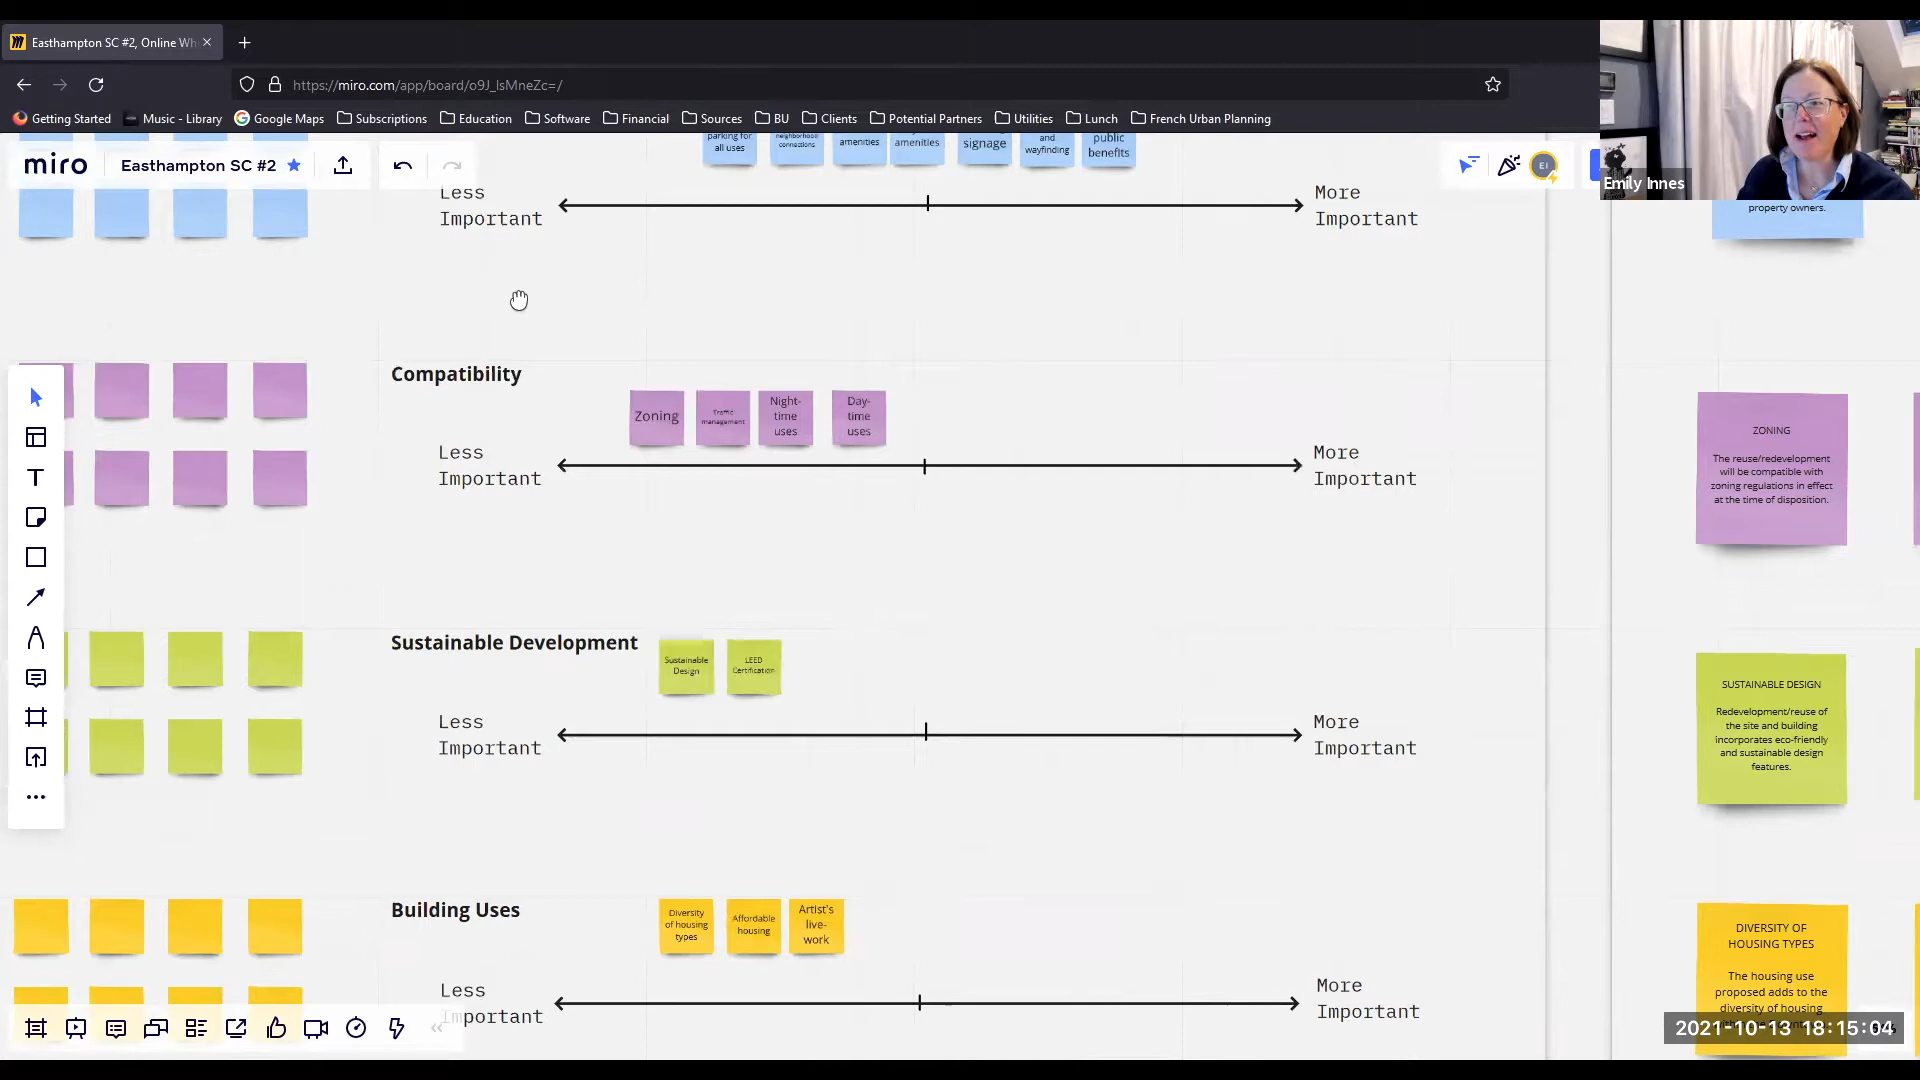 Easthampton SC #2, Online Wh
https://miro.com/app/board/o9J_lsMneZc=/
Getting Started
Music - Library
Google Maps
Subscriptions
Education
Software
Financial
Sources
BU
Clients
Potential Partners
Utilities
Lunch
French Urban Planning
miro
Easthampton SC #2
EI
Emily Innes
parking for
all uses
neighborhood
connections
amenities
amenities
signage
and
wayfinding
public
benefits
Less
Important
More
Important
property owners.
Compatibility
Zoning
Traffic
management
Night-
time
uses
Day-
time
uses
Less
Important
More
Important
ZONING
The reuse/redevelopment
will be compatible with
zoning regulations in effect
at the time of disposition.
Sustainable Development
Sustainable
Design
LEED
Certification
Less
Important
More
Important
SUSTAINABLE DESIGN
Redevelopment/reuse of
the site and building
incorporates eco-friendly
and sustainable design
features.
Building Uses
Diversity
of housing
types
Affordable
housing
Artist's
live-
work
Less
Important
More
Important
DIVERSITY OF
HOUSING TYPES
The housing use
proposed adds to the
diversity of housing
2021-10-13 18:15:04